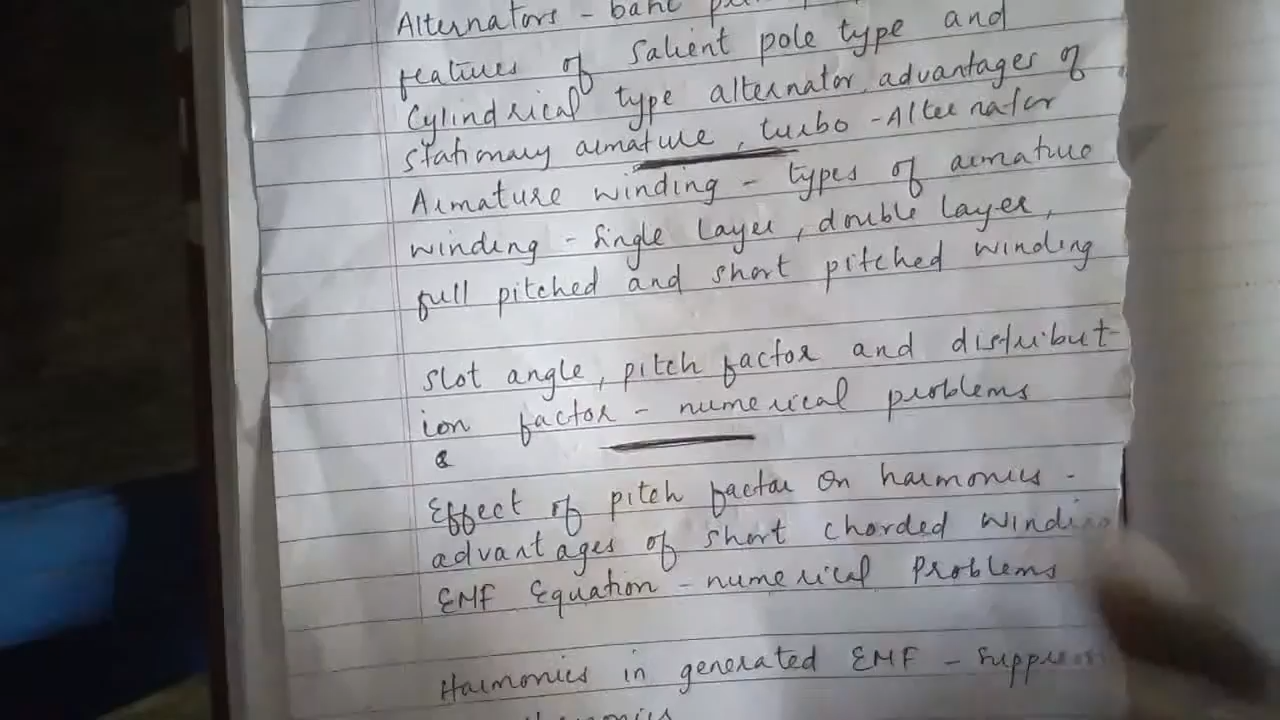 Alternators -
features of salient pole type and
Cylindrical type alternator, advantages of
stationary armature, turbo-Alternator
Armature winding - types of armature
winding - Single layer, double layer,
full pitched and short pitched winding
slot angle, pitch factor and distribut-
ion factor - numerical problems
&
Effect of pitch factor on harmonics -
advantages of short chorded
EMF Equation - numerical Problems
Harmonics in generated EMF -